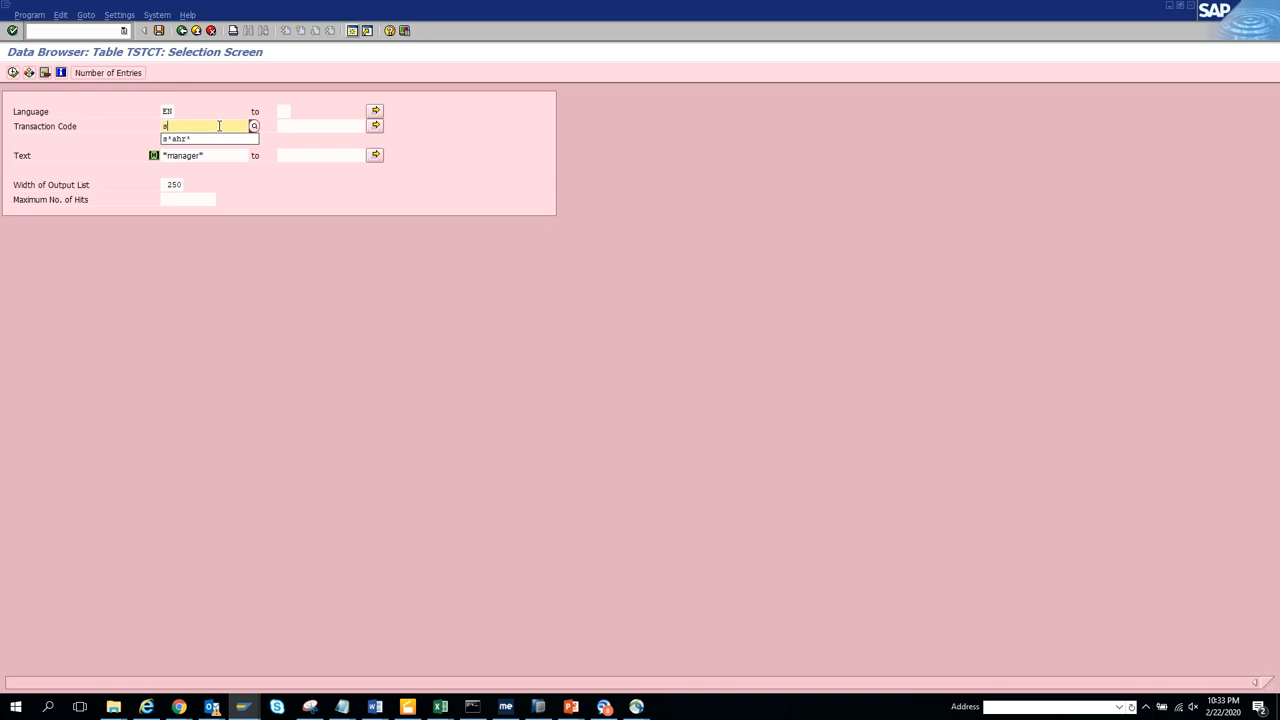 Program Edit Goto Settings System Help
SAP
Data Browser: Table TSTCT: Selection Screen
Number of Entries
Language EN to
Transaction Code s
s*ahr*
Text "manager" to
Width of Output List 250
Maximum No. of Hits
Address
10:33 PM
2/22/2020